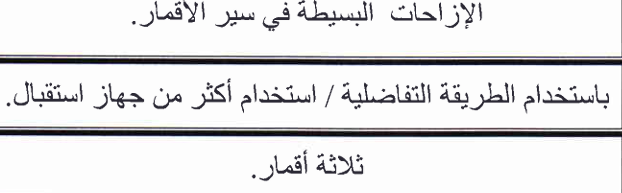 الإزاحات البسيطة في سير الأقمار.
باستخدام الطريقة التفاضلية / استخدام أكثر من جهاز استقبال.
ثلاثة أقمار.